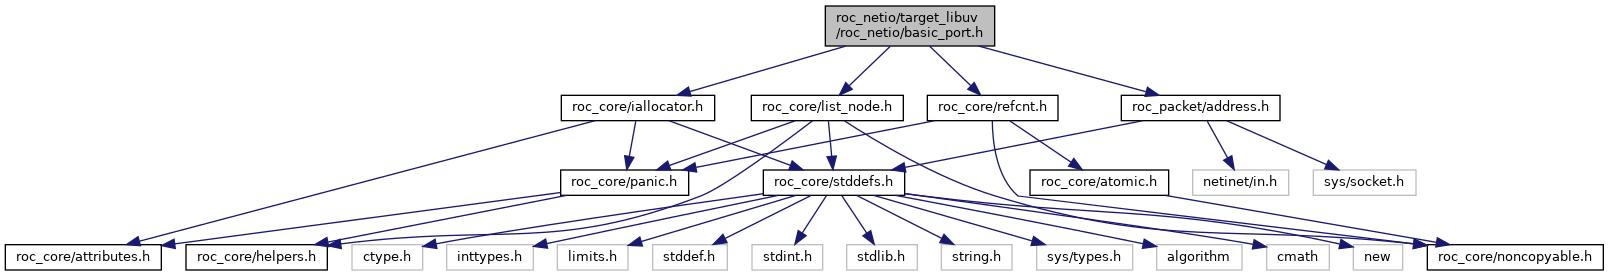 roc_netio/target_libuv
/roc_netio/basic_port.h
roc_core/iallocator.h
roc_core/list_node.h
roc_core/refcnt.h
roc_packet/address.h
roc_core/panic.h
roc_core/stddefs.h
roc_core/atomic.h
netinet/in.h
sys/socket.h
roc_core/attributes.h
roc_core/helpers.h
ctype.h
inttypes.h
limits.h
stddef.h
stdint.h
stdlib.h
string.h
sys/types.h
algorithm
cmath
new
roc_core/noncopyable.h